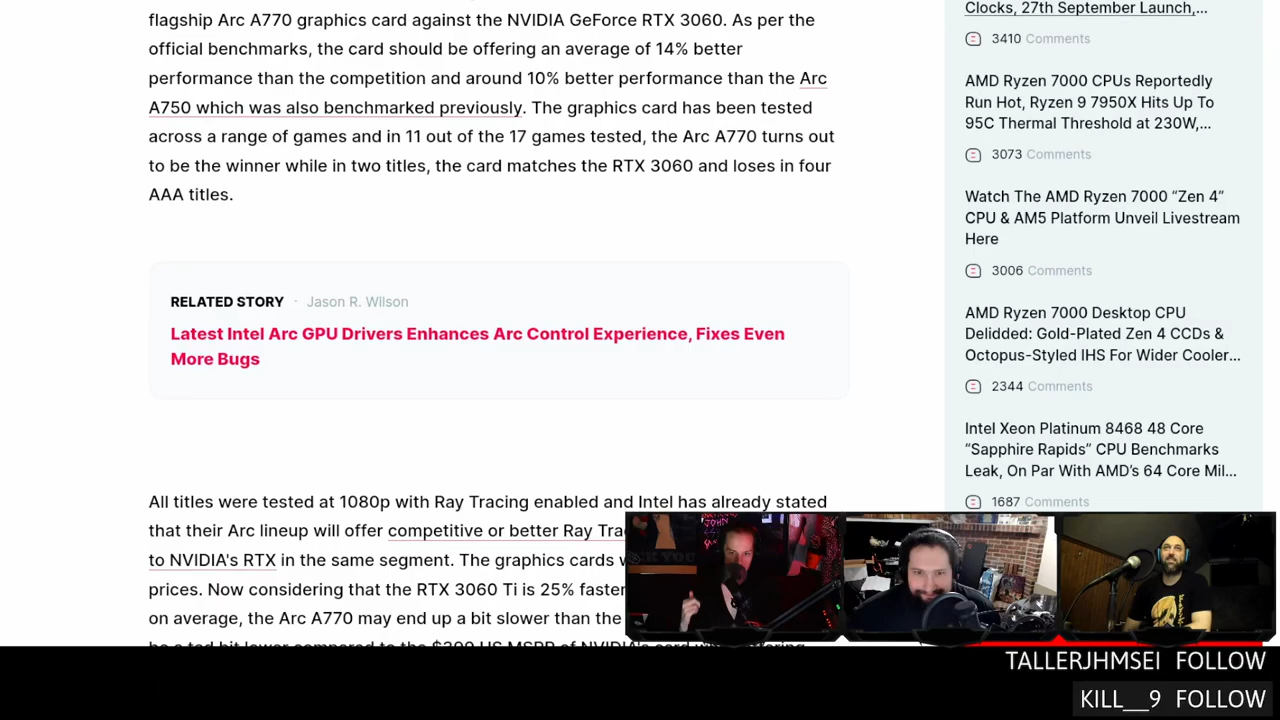 flagship Arc A770 graphics card against the NVIDIA GeForce RTX 3060. As per the
official benchmarks, the card should be offering an average of 14% better
performance than the competition and around 10% better performance than the Arc
A750 which was also benchmarked previously. The graphics card has been tested
across a range of games and in 11 out of the 17 games tested, the Arc A770 turns out
to be the winner while in two titles, the card matches the RTX 3060 and loses in four
AAA titles.
RELATED STORY - Jason R. Wilson
Latest Intel Arc GPU Drivers Enhances Arc Control Experience, Fixes Even
More Bugs
All titles were tested at 1080p with Ray Tracing enabled and Intel has already stated
that their Arc lineup will offer competitive or better Ray Trac
to NVIDIA's RTX in the same segment. The graphics cards
prices. Now considering that the RTX 3060 Ti is 25% faster
on average, the Arc A770 may end up a bit slower than the
Clocks, 27th September Launch,...
3410 Comments
AMD Ryzen 7000 CPUs Reportedly
Run Hot, Ryzen 9 7950X Hits Up To
95C Thermal Threshold at 230W,...
3073 Comments
Watch The AMD Ryzen 7000 “Zen 4”
CPU & AM5 Platform Unveil Livestream
Here
3006 Comments
AMD Ryzen 7000 Desktop CPU
Delidded: Gold-Plated Zen 4 CCDs &
Octopus-Styled IHS For Wider Cooler...
2344 Comments
Intel Xeon Platinum 8468 48 Core
“Sapphire Rapids” CPU Benchmarks
Leak, On Par With AMD’s 64 Core Mil...
1687 Comments
TALLERJHMSEI FOLLOW
KILL__9 FOLLOW